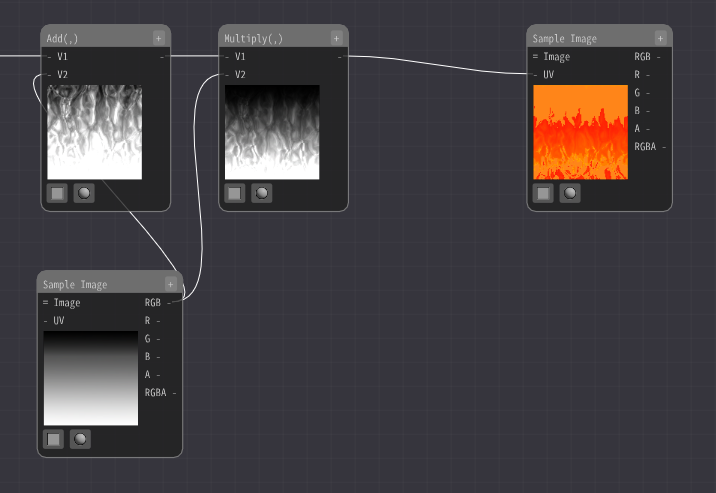 Add(,) +
- V1 -
- V2
Multiply(,) +
- V1 -
- V2
Sample Image +
= Image RGB -
- UV R -
G -
B -
A -
RGBA -
Sample Image +
= Image RGB -
- UV R -
G -
B -
A -
RGBA -